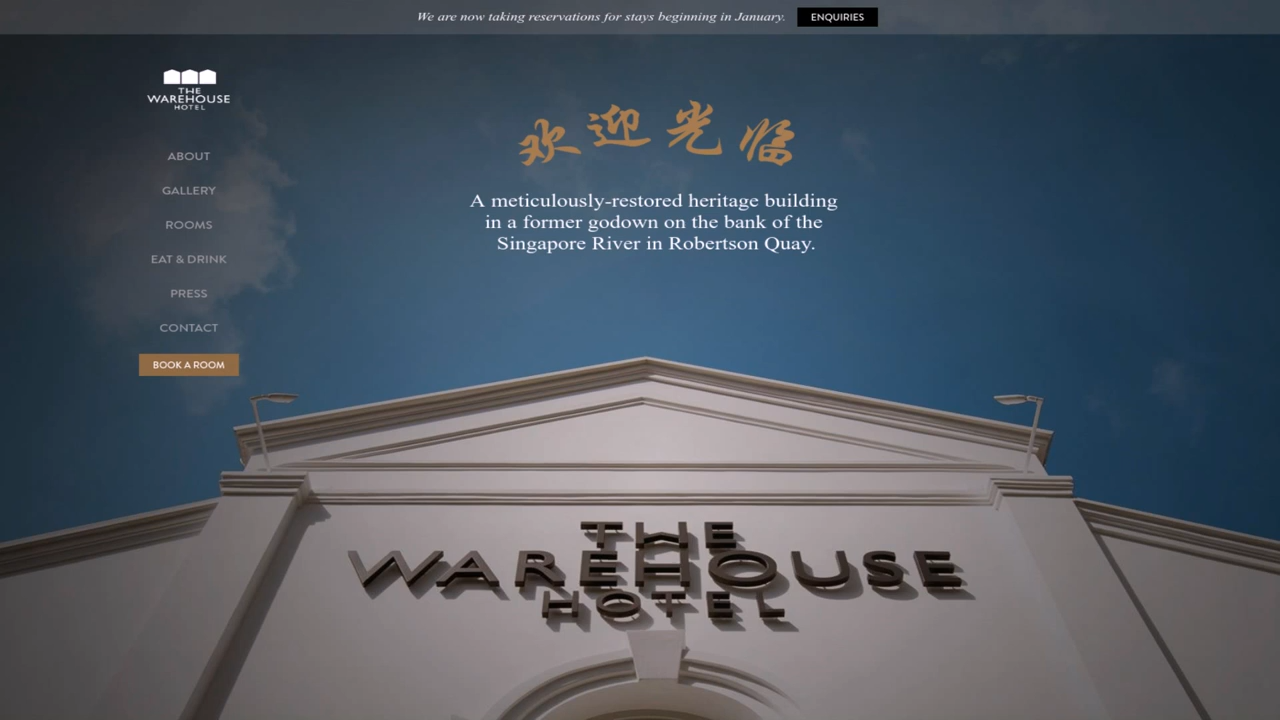 We are now taking reservations for stays beginning in January.
ENQUIRIES
THE
WAREHOUSE
HOTEL
ABOUT
GALLERY
ROOMS
EAT & DRINK
PRESS
CONTACT
BOOK A ROOM
欢迎光临
A meticulously-restored heritage building
in a former godown on the bank of the
Singapore River in Robertson Quay.
THE
WAREHOUSE
HOTEL